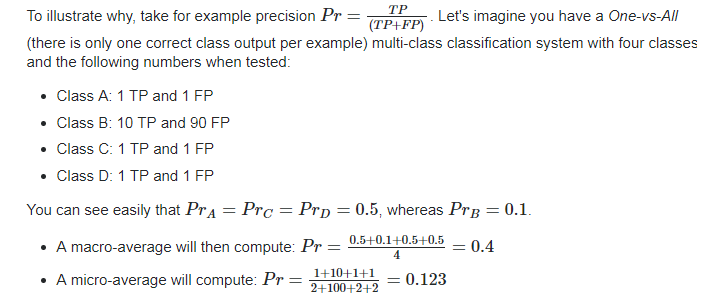 To illustrate why, take for example precision Pr = TP/(TP+FP). Let's imagine you have a One-vs-All
(there is only one correct class output per example) multi-class classification system with four classes
and the following numbers when tested:
• Class A: 1 TP and 1 FP
• Class B: 10 TP and 90 FP
• Class C: 1 TP and 1 FP
• Class D: 1 TP and 1 FP
You can see easily that Pr_A = Pr_C = Pr_D = 0.5, whereas Pr_B = 0.1.
• A macro-average will then compute: Pr = (0.5+0.1+0.5+0.5)/4 = 0.4
• A micro-average will compute: Pr = (1+10+1+1)/(2+100+2+2) = 0.123